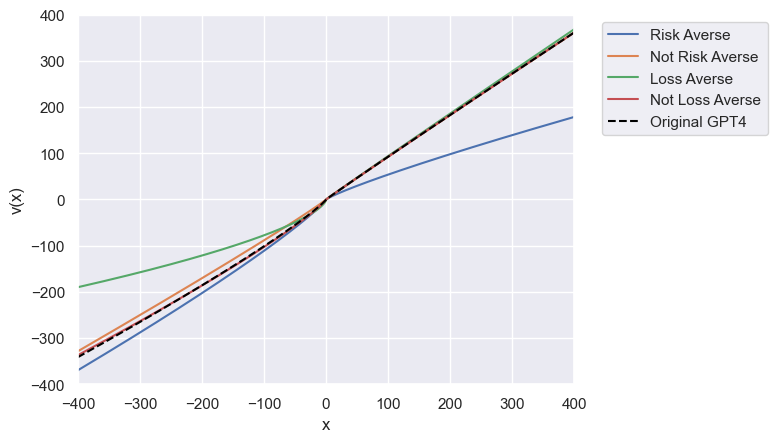 400
300
200
100
0
−100
−200
−300
−400
v(x)
−400 −300 −200 −100 0 100 200 300 400
x
Risk Averse
Not Risk Averse
Loss Averse
Not Loss Averse
Original GPT4